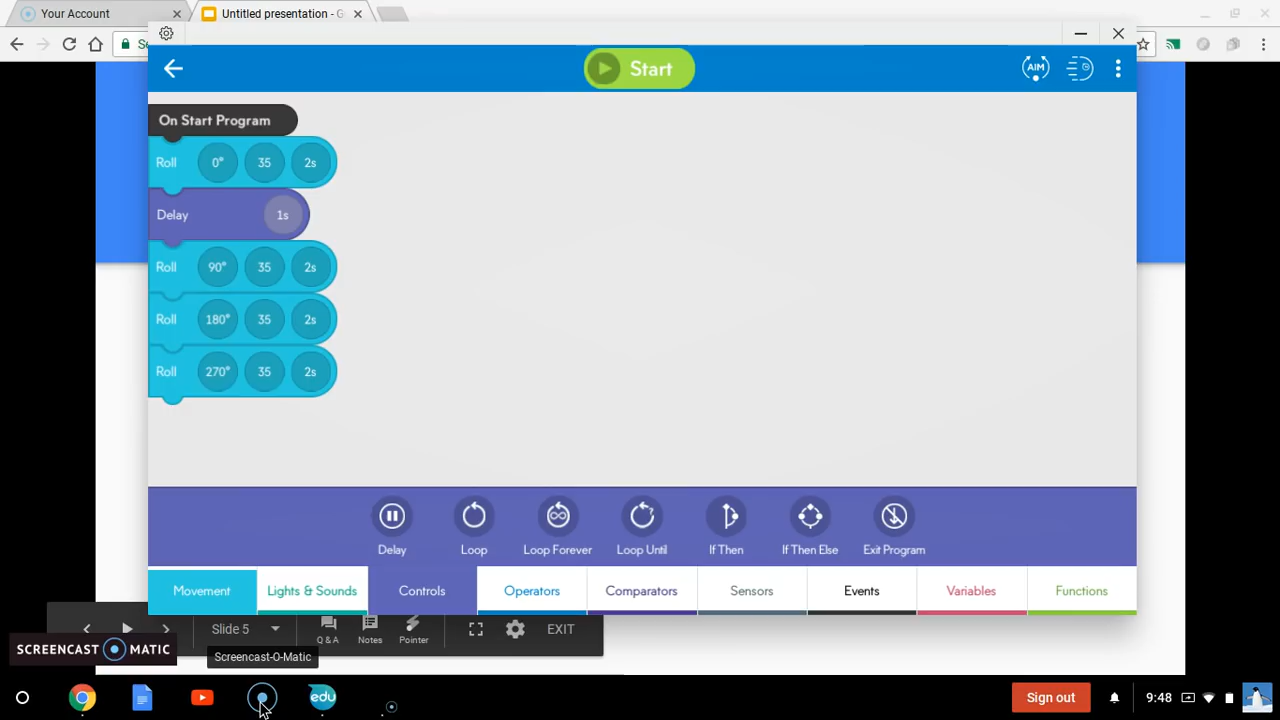 Your Account
Untitled presentation - G
Se
Start
AIM
On Start Program
Roll 0° 35 2s
Delay 1s
Roll 90° 35 2s
Roll 180° 35 2s
Roll 270° 35 2s
Delay Loop Loop Forever Loop Until If Then If Then Else Exit Program
Movement Lights & Sounds Controls Operators Comparators Sensors Events Variables Functions
Slide 5 Q & A Notes Pointer EXIT
SCREENCAST MATIC
Screencast-O-Matic
edu
Sign out 9:48